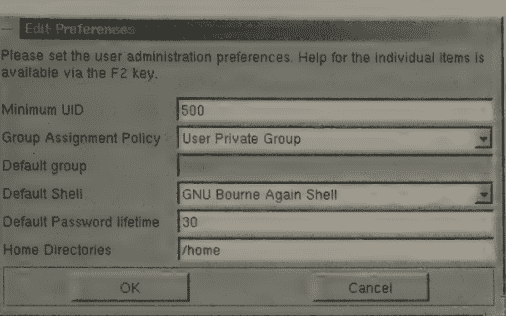 Edit Preferences
Please set the user administration preferences. Help for the individual items is
available via the F2 key.
Minimum UID 500
Group Assignment Policy User Private Group
Default group
Default Shell GNU Bourne Again Shell
Default Password lifetime 30
Home Directories /home
OK Cancel